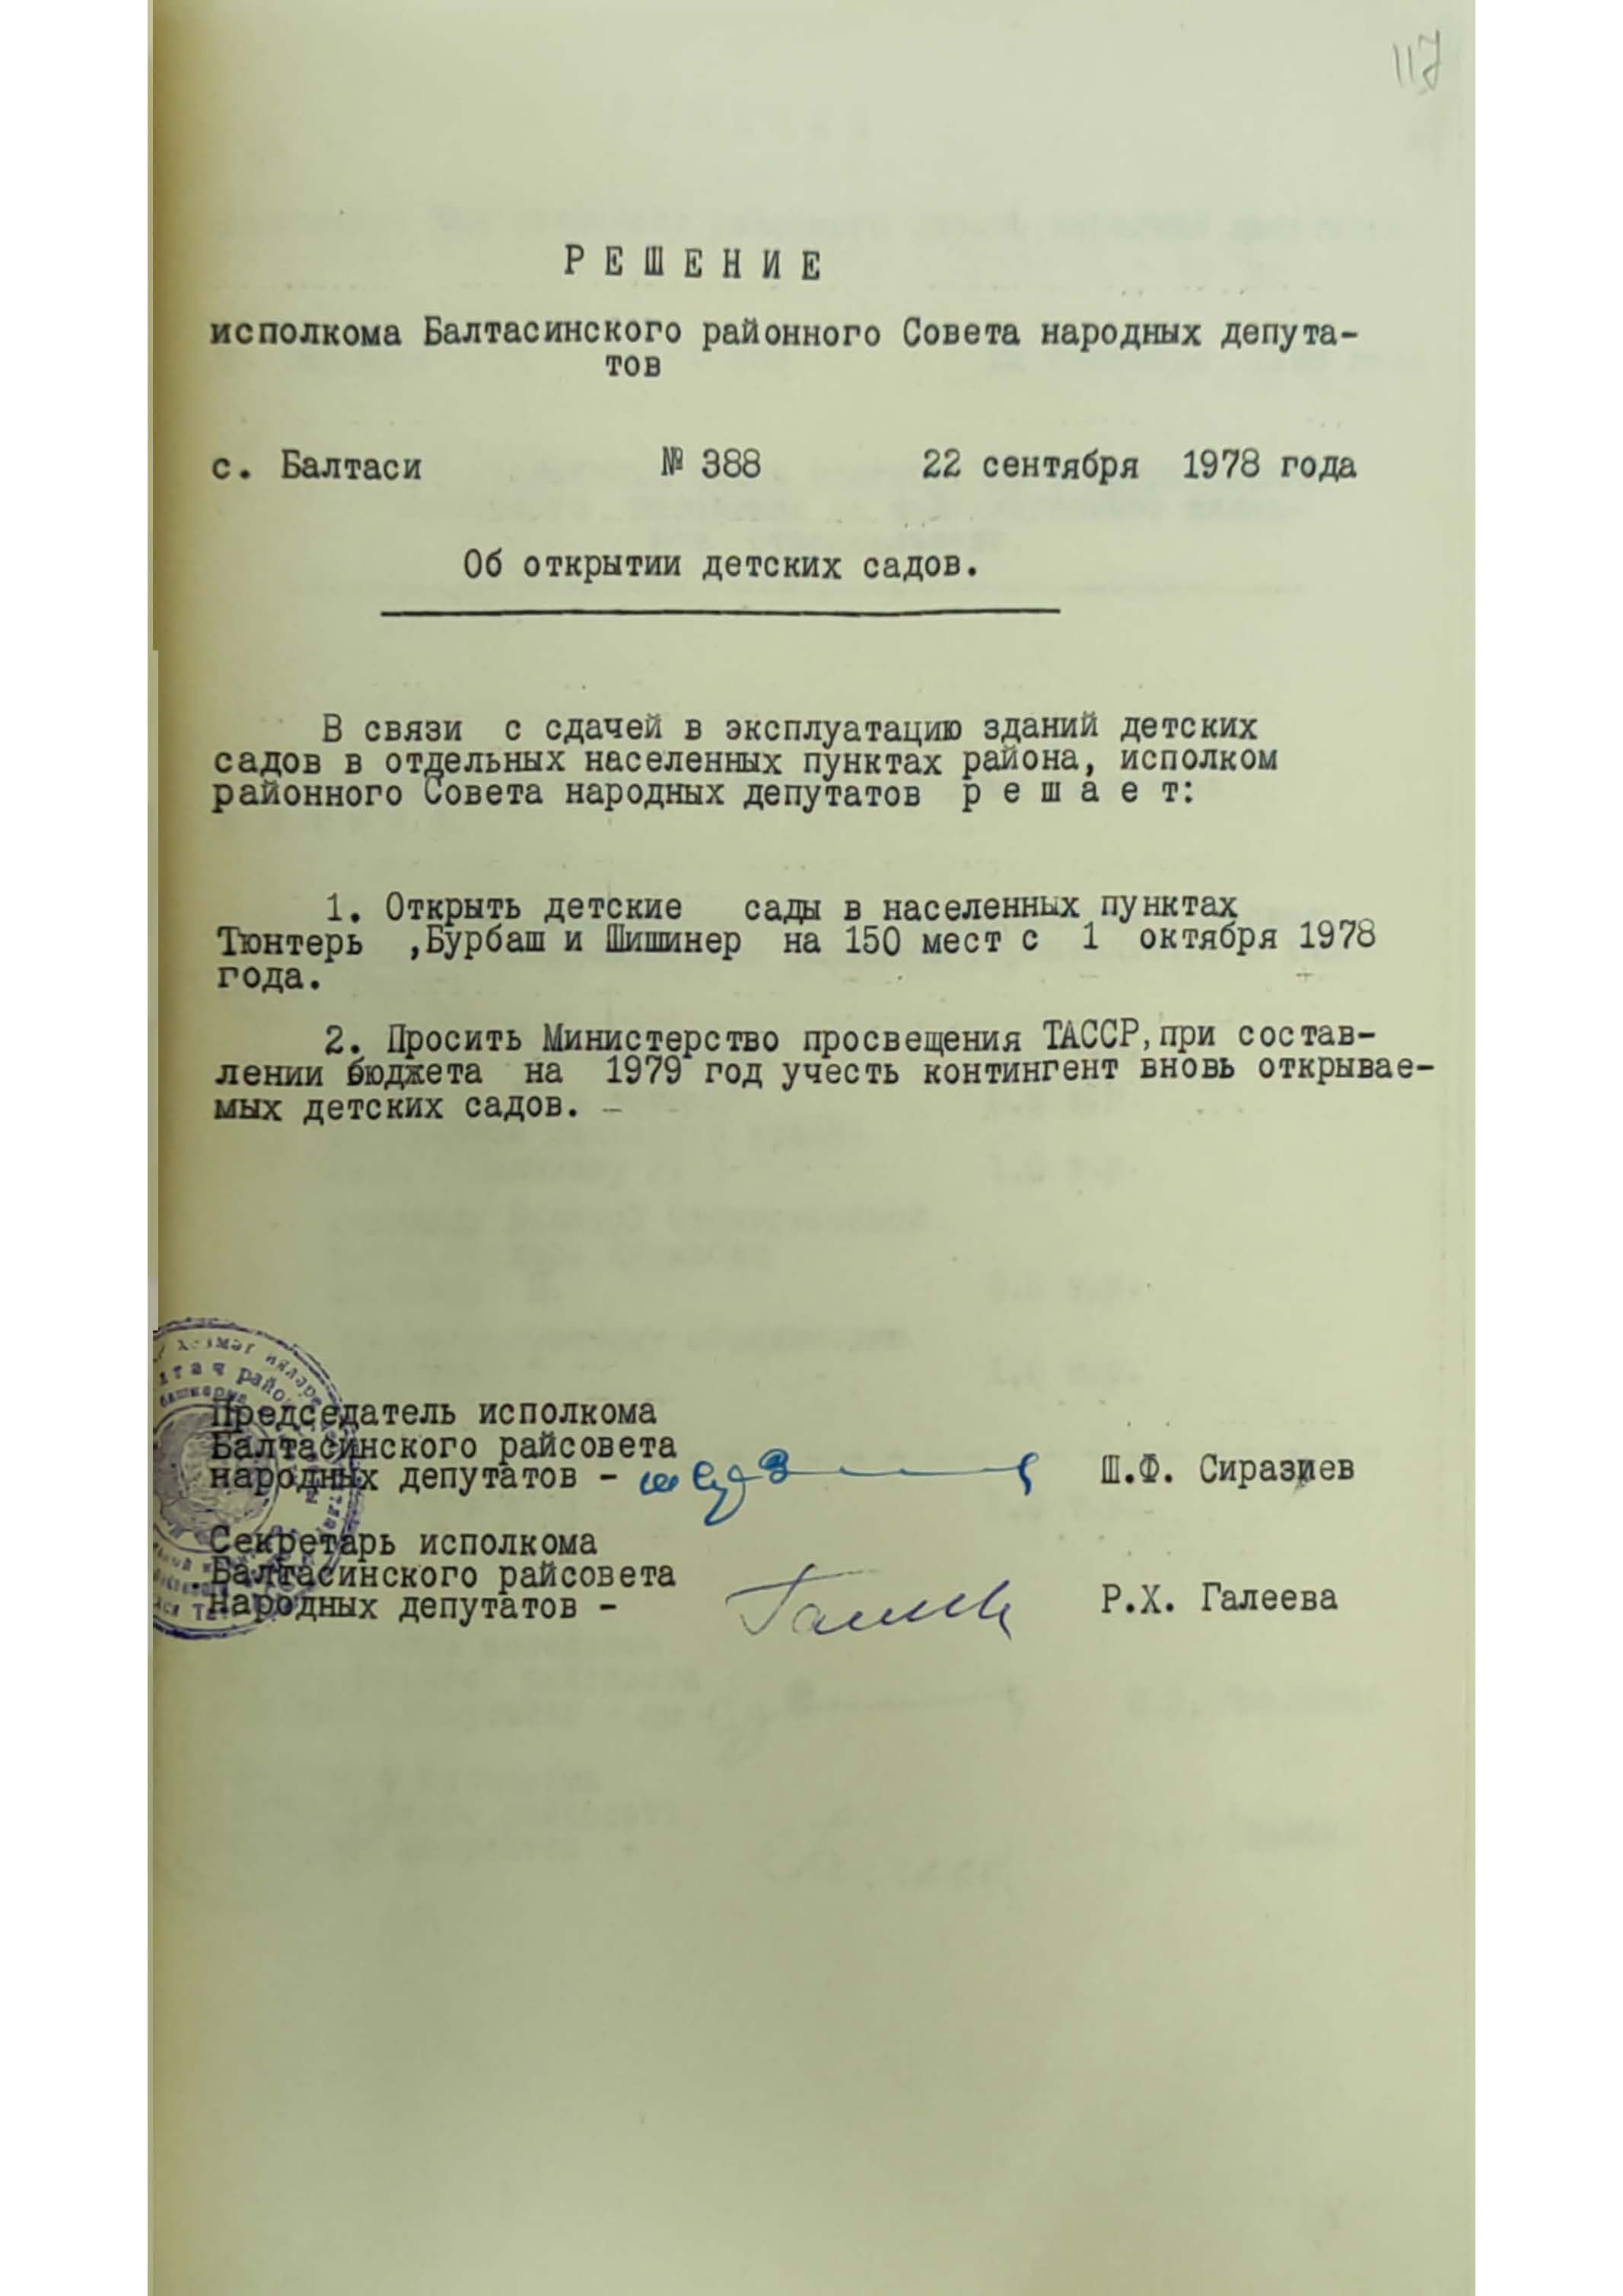 117
РЕШЕНИЕ
исполкома Балтасинского районного Совета народных депута-
тов
с. Балтаси № 388 22 сентября 1978 года
Об открытии детских садов.
В связи с сдачей в эксплуатацию зданий детских
садов в отдельных населенных пунктах района, исполком
районного Совета народных депутатов р е ш а е т:
1. Открыть детские сады в населенных пунктах
Тюнтерь ,Бурбаш и Шишинер на 150 мест с 1 октября 1978
года.
2. Просить Министерство просвещения ТАССР,при состав-
лении бюджета на 1979 год учесть контингент вновь открывае-
мых детских садов. -
Председатель исполкома
Балтасинского райсовета
народных депутатов - Ш.Ф. Сиразиев
Секретарь исполкома
Балтасинского райсовета
народных депутатов - Р.Х. Галеева